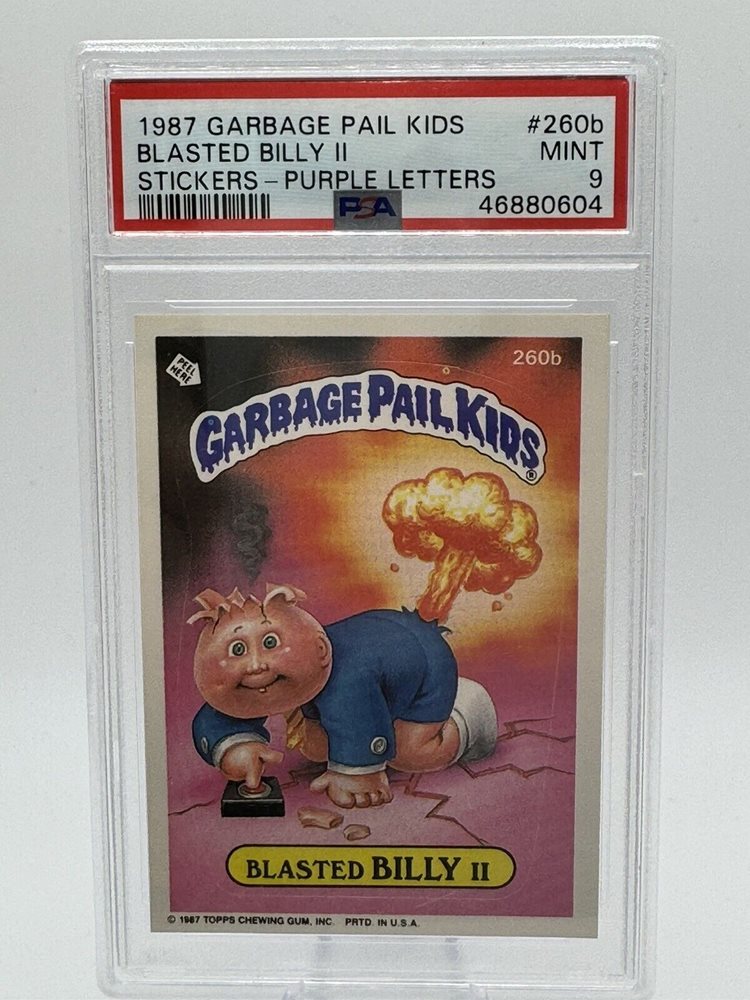 1987 GARBAGE PAIL KIDS #260b
BLASTED BILLY II MINT
STICKERS – PURPLE LETTERS 9
PSA 46880604
PEEL
HERE
260b
GARBAGE PAIL KIDS®
BLASTED BILLY II
© 1987 TOPPS CHEWING GUM, INC. PRTD. IN U.S.A.